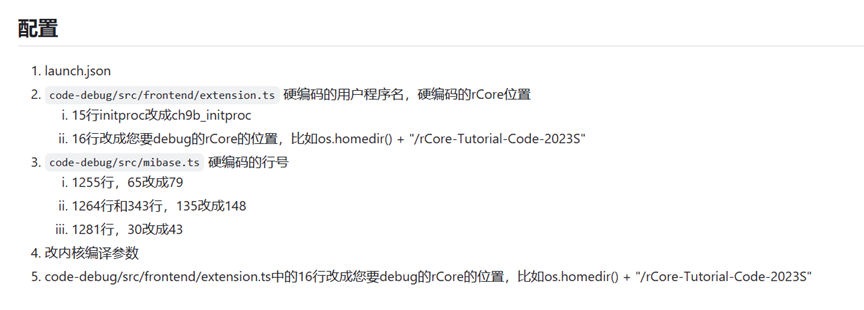 配置
1. launch.json
2. code-debug/src/frontend/extension.ts 硬编码的用户程序名，硬编码的rCore位置
i. 15行initproc改成ch9b_initproc
ii. 16行改成您要debug的rCore的位置，比如os.homedir() + "/rCore-Tutorial-Code-2023S"
3. code-debug/src/mibase.ts 硬编码的行号
i. 1255行，65改成79
ii. 1264行和343行，135改成148
iii. 1281行，30改成43
4. 改内核编译参数
5. code-debug/src/frontend/extension.ts中的16行改成您要debug的rCore的位置，比如os.homedir() + "/rCore-Tutorial-Code-2023S"